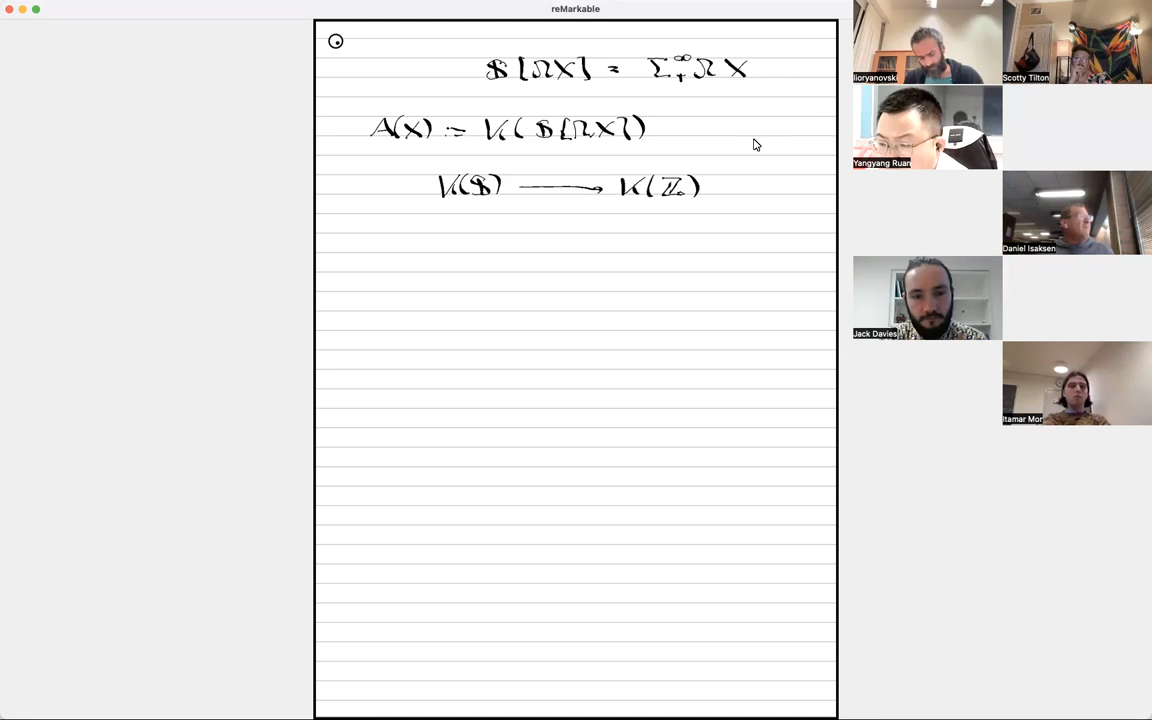 reMarkable
𝕊[ΩX] = Σ₊^∞ ΩX
A(X) := K(𝕊[ΩX])
K(𝕊) ⟶ K(ℤ)
lioryanovski
Scotty Tilton
Yangyang Ruan
Daniel Isaksen
Jack Davies
Itamar Mor